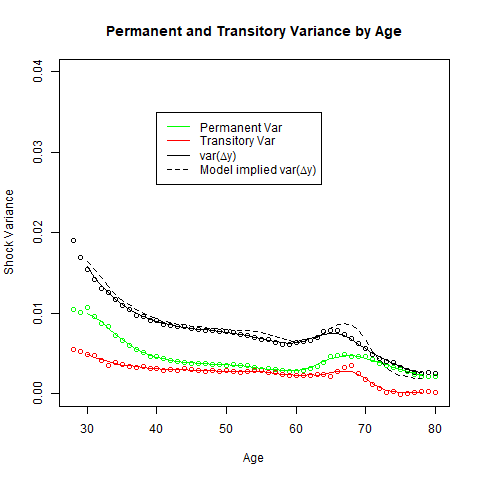 Permanent and Transitory Variance by Age
0.04
0.03
0.02
0.01
0.00
Shock Variance
Permanent Var
Transitory Var
var(Δy)
Model implied var(Δy)
30 40 50 60 70 80
Age